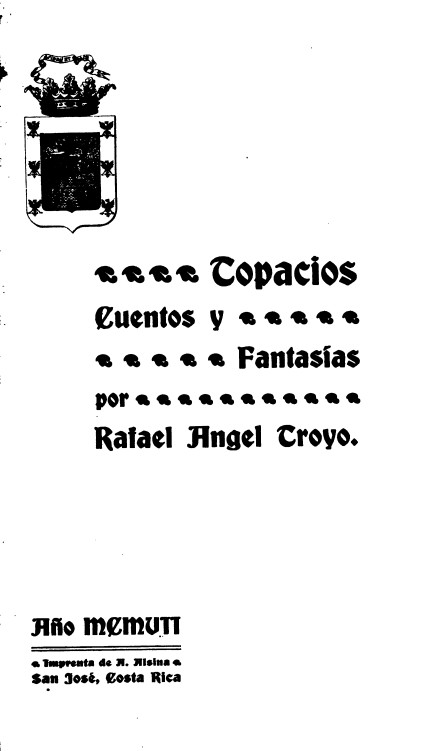 Topacios
Cuentos y
Fantasías
por
Rafael Angel Troyo.
Año MCMVII
Imprenta de A. Alsina
San José, Costa Rica